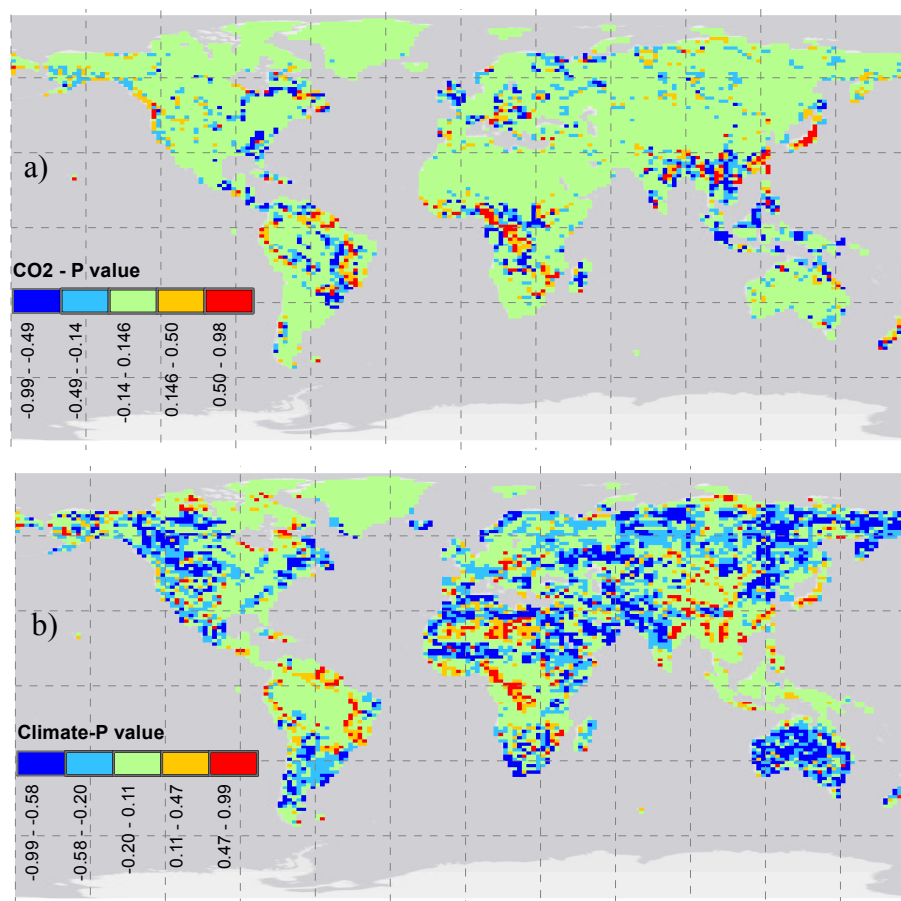 a)
CO2 - P value
-0.99 - -0.49
-0.49 - -0.14
-0.14 - 0.146
0.146 - 0.50
0.50 - 0.98
b)
Climate-P value
-0.99 - -0.58
-0.58 - -0.20
-0.20 - 0.11
0.11 - 0.47
0.47 - 0.99